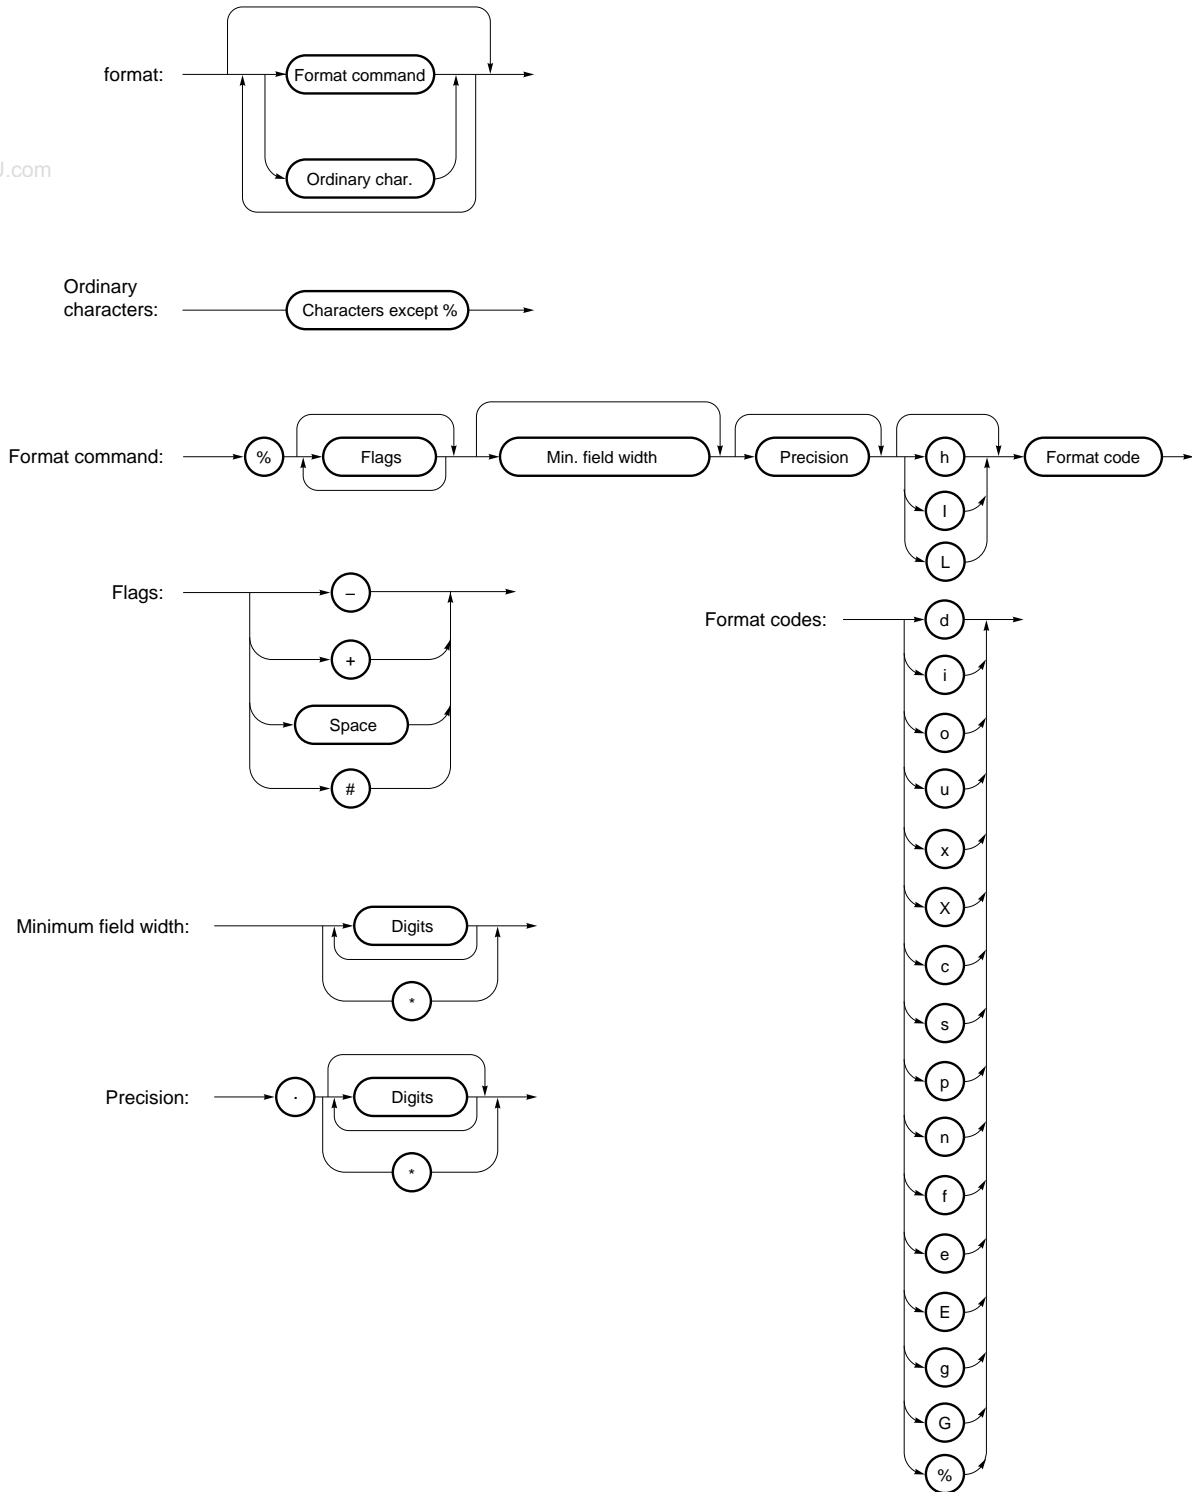 format:
Format command
Ordinary char.
J.com
Ordinary
characters:
Characters except %
Format command:
%
Flags
Min. field width
Precision
h
l
L
Format code
Flags:
–
+
Space
#
Format codes:
d
i
o
u
x
X
c
s
p
n
f
e
E
g
G
%
Minimum field width:
Digits
*
Precision:
.
Digits
*